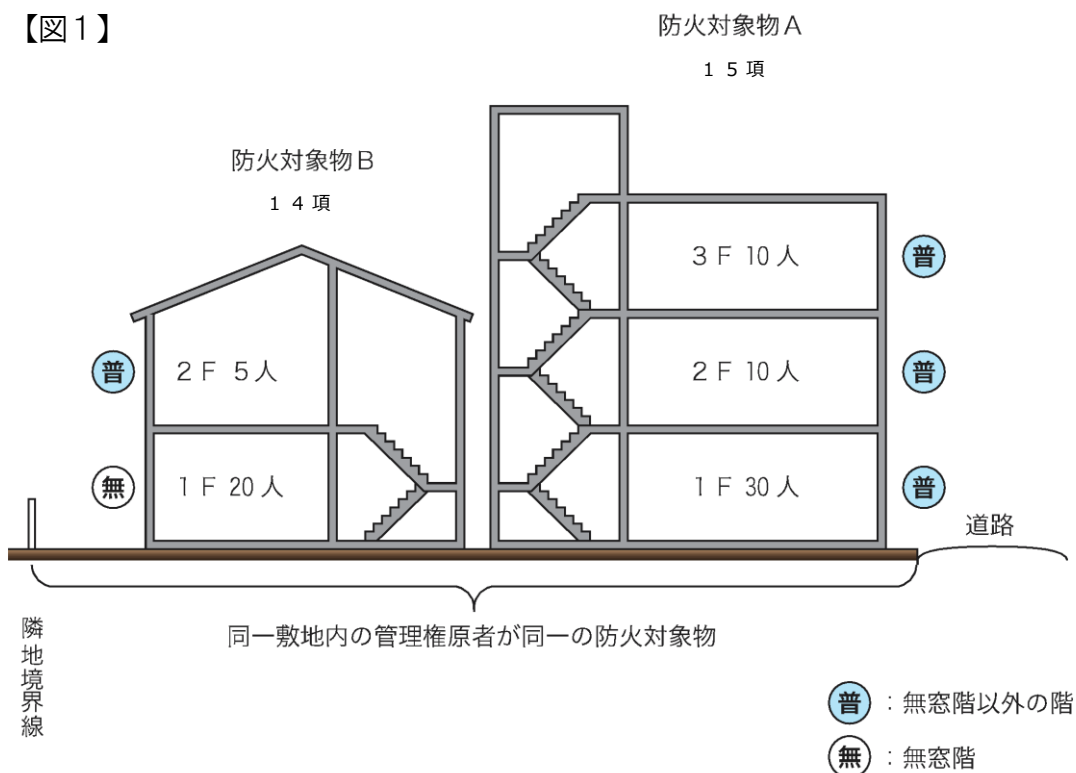 【図1】
防火対象物A
15項
防火対象物B
14項
3F 10人
普
普
2F 5人
2F 10人
普
無
1F 20人
1F 30人
普
道路
隣地境界線
同一敷地内の管理権原者が同一の防火対象物
普：無窓階以外の階
無：無窓階